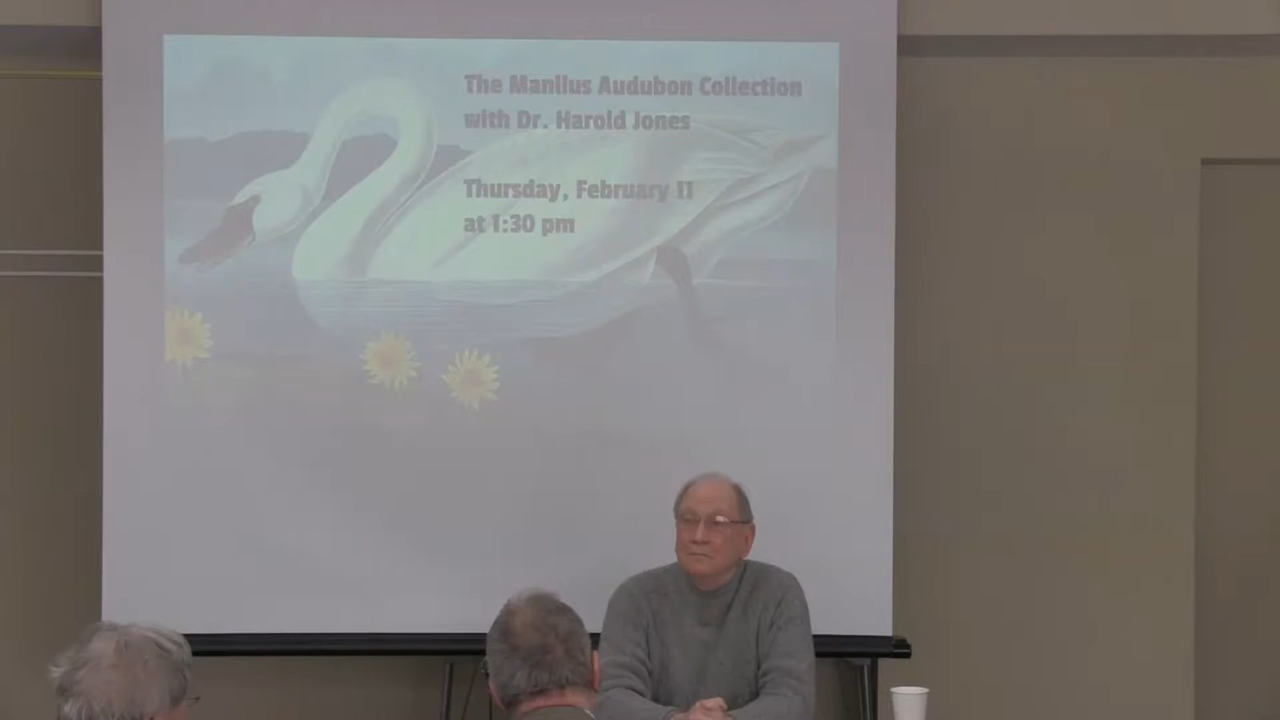 The Manlius Audubon Collection
with Dr. Harold Jones
Thursday, February 11
at 1:30 pm